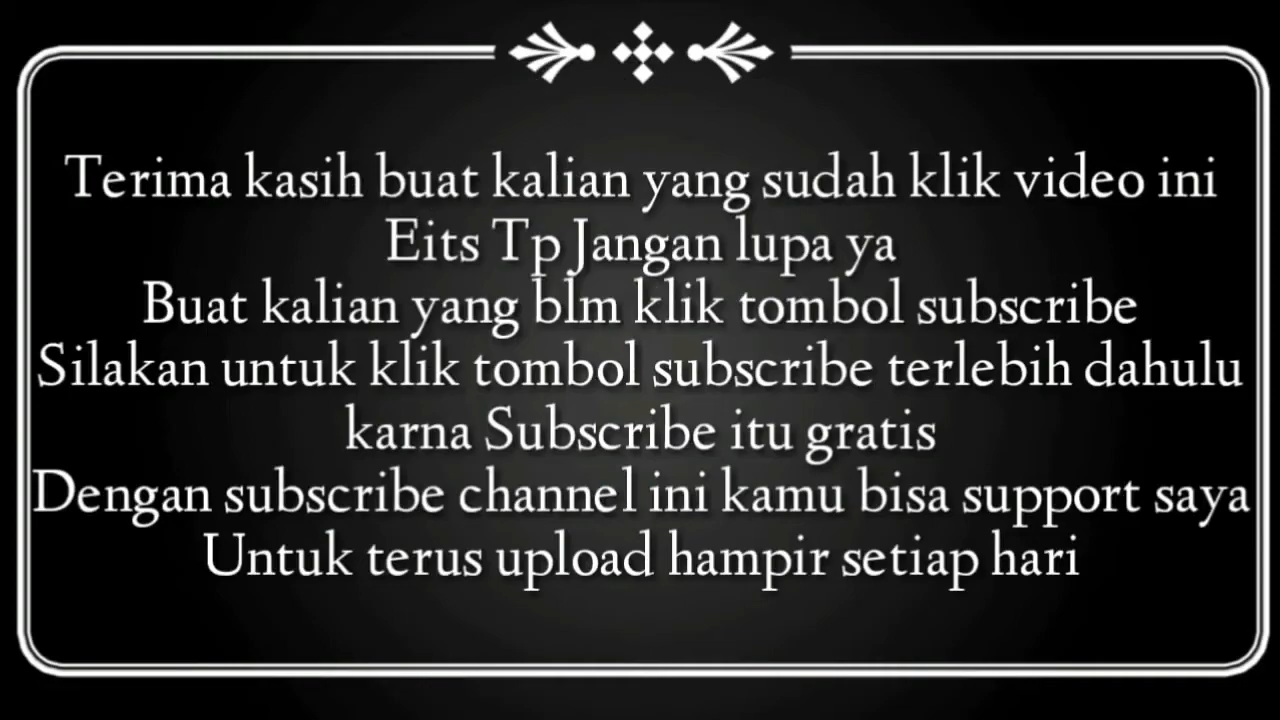 Terima kasih buat kalian yang sudah klik video ini
Eits Tp Jangan lupa ya
Buat kalian yang blm klik tombol subscribe
Silakan untuk klik tombol subscribe terlebih dahulu
karna Subscribe itu gratis
Dengan subscribe channel ini kamu bisa support saya
Untuk terus upload hampir setiap hari